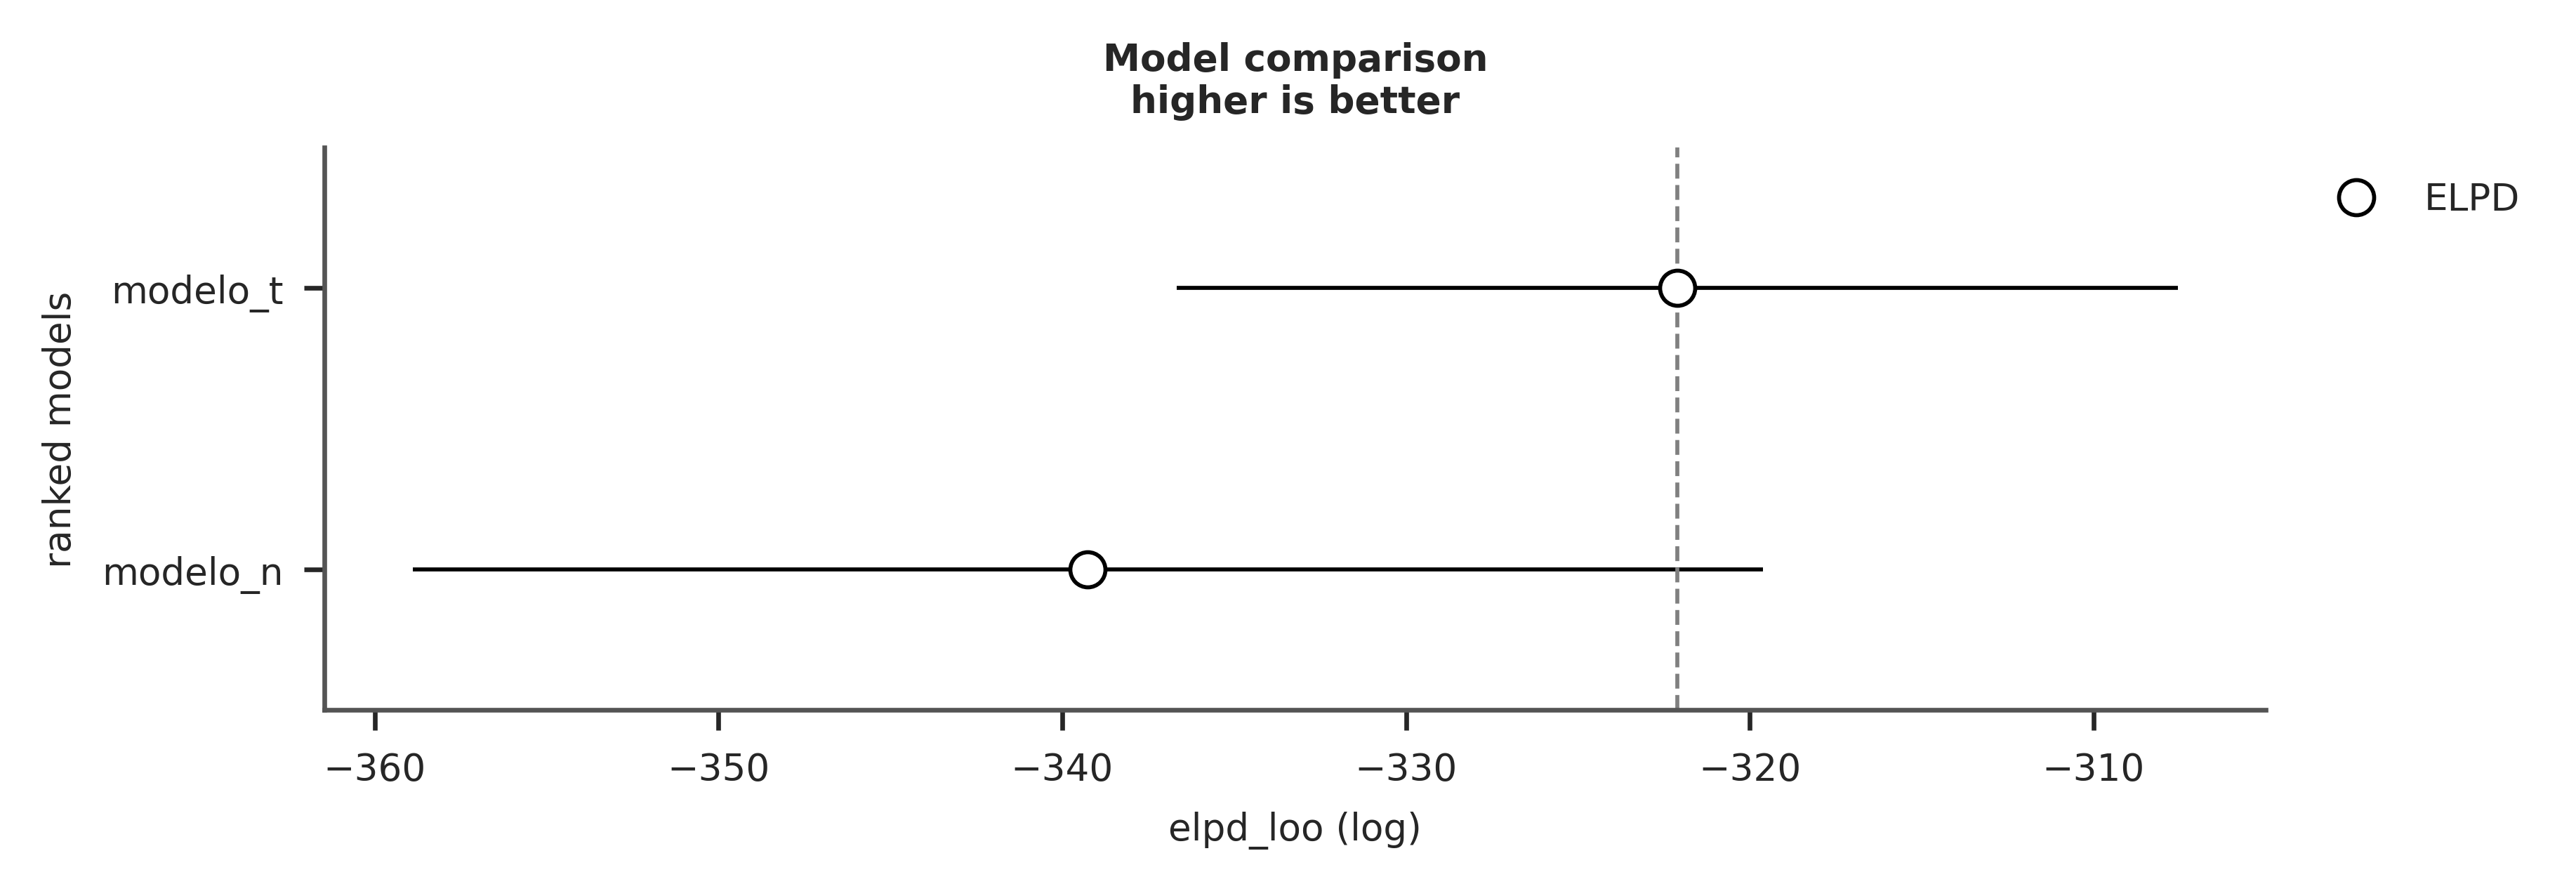 Model comparison
higher is better
ELPD
ranked models
modelo_t
modelo_n
−360
−350
−340
−330
−320
−310
elpd_loo (log)